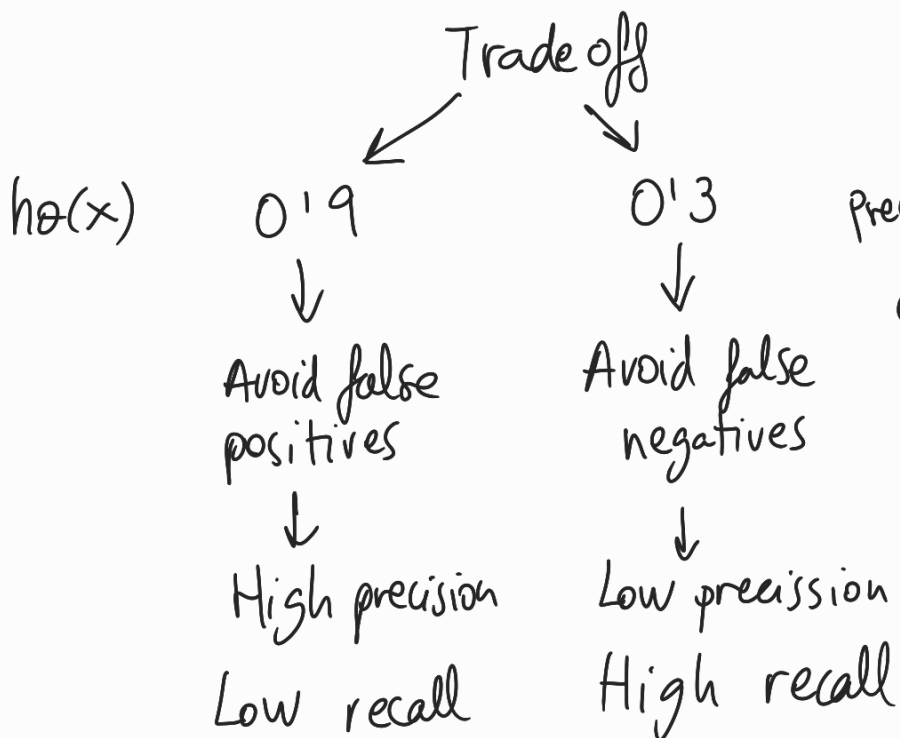 Trade off
hθ(x) 0'9 0'3
Avoid false
positives
Avoid false
negatives
High precision
Low recall
Low precission
High recall